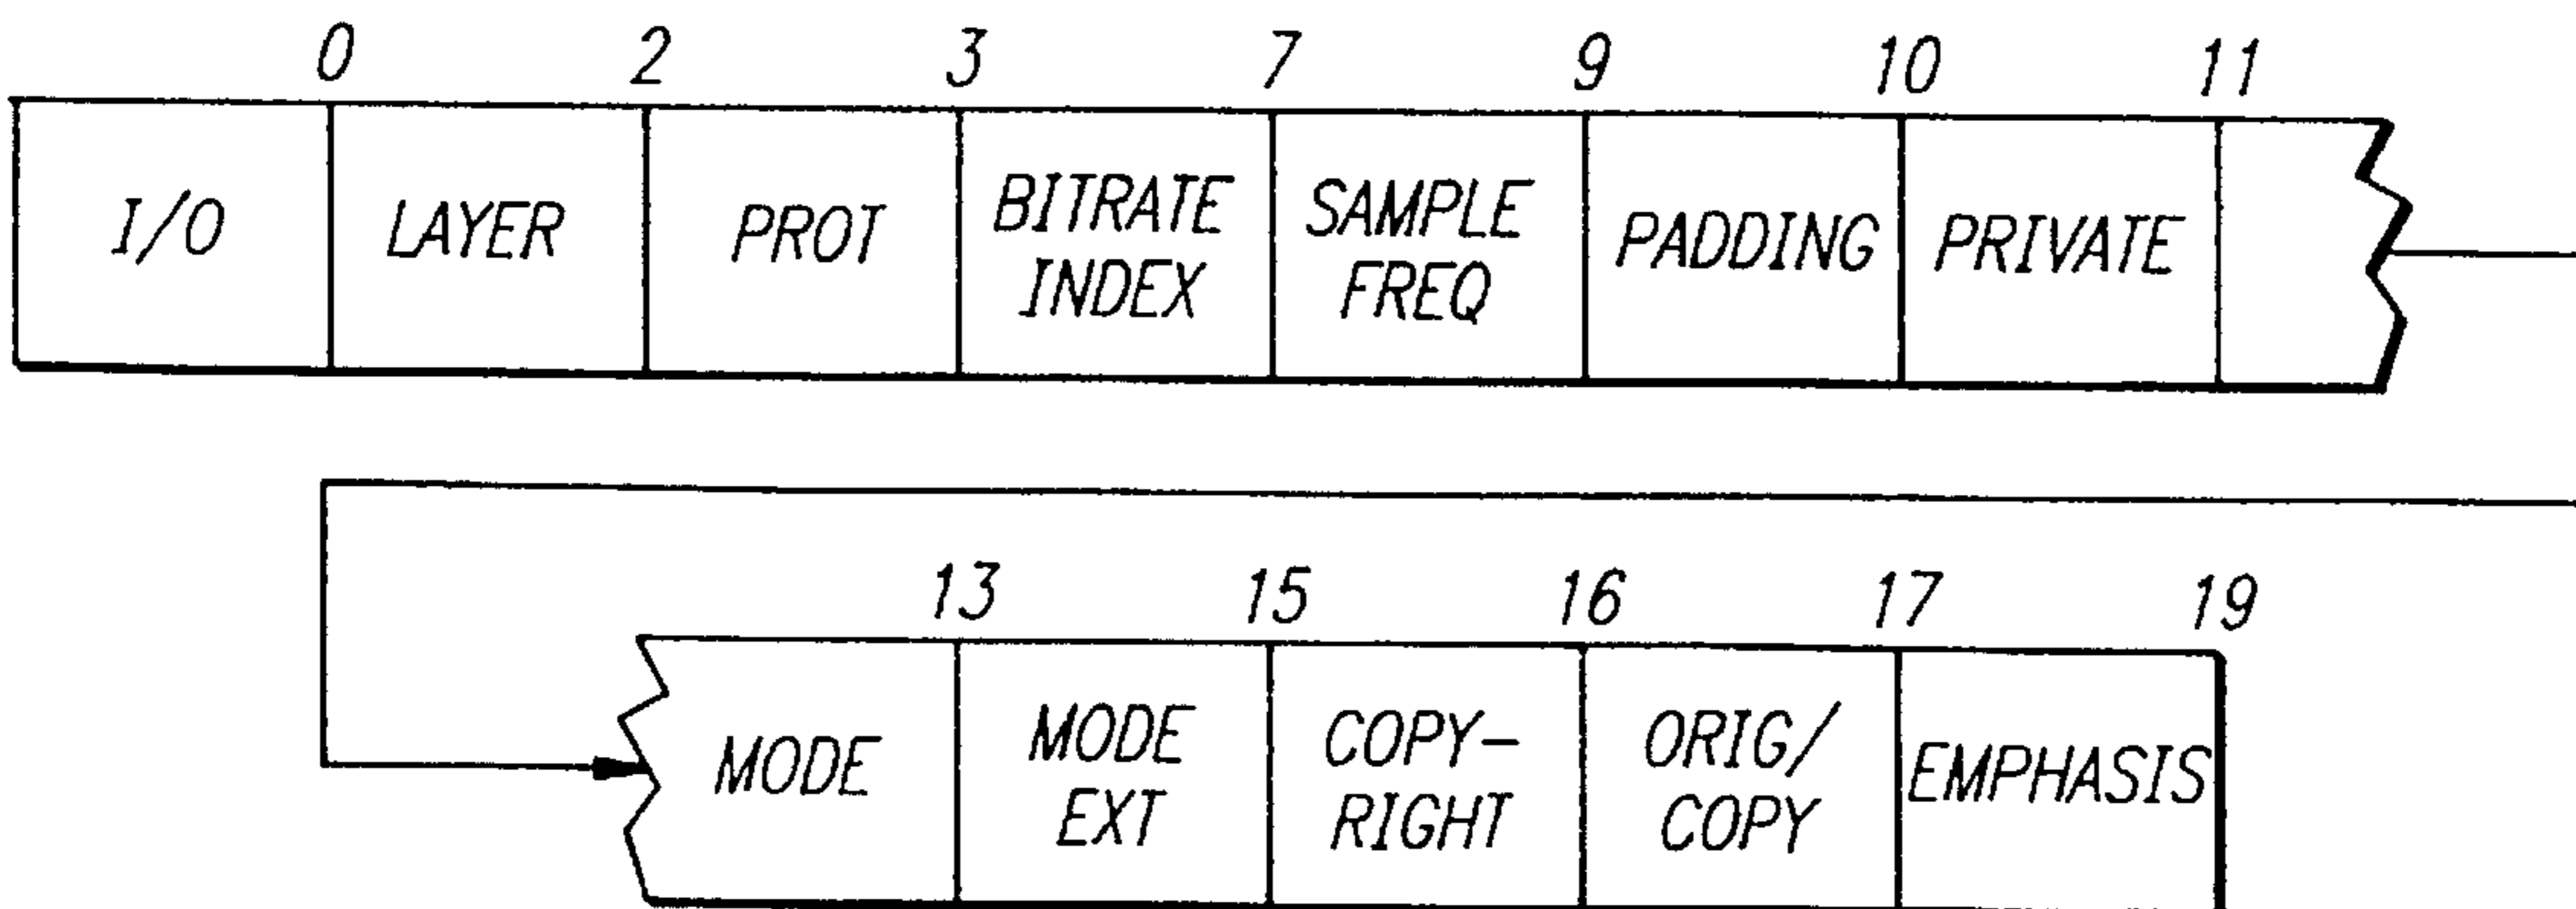 0 2 3 7 9 10 11
I/O LAYER PROT BITRATE INDEX SAMPLE FREQ PADDING PRIVATE
13 15 16 17 19
MODE MODE EXT COPY-RIGHT ORIG/COPY EMPHASIS